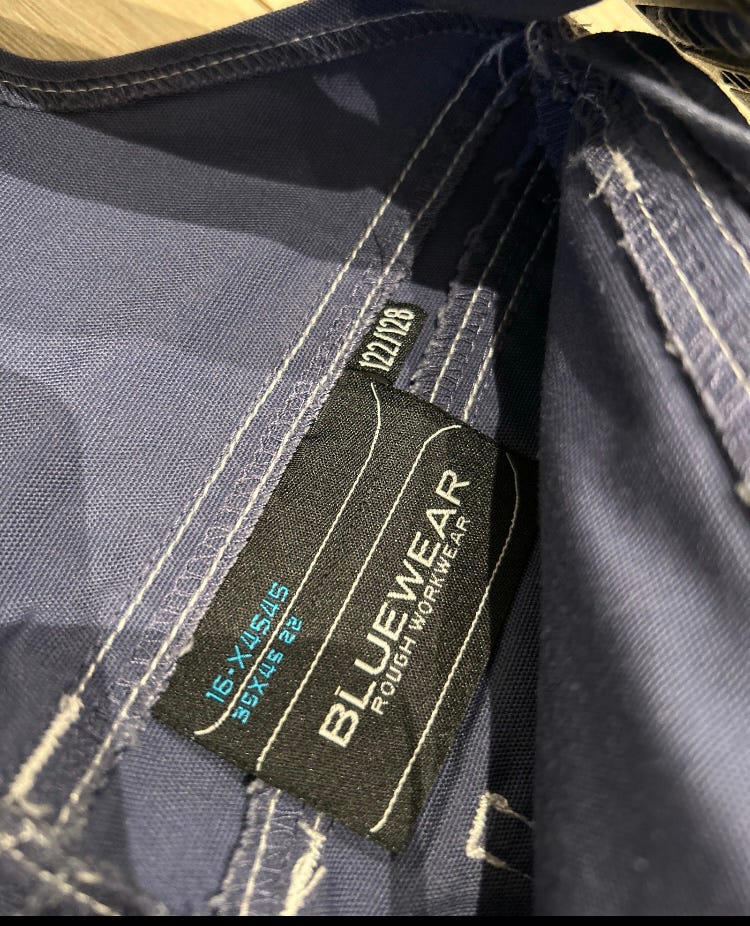 122/128
16·X4545
35X45 22
BLUEWEAR
ROUGH WORKWEAR